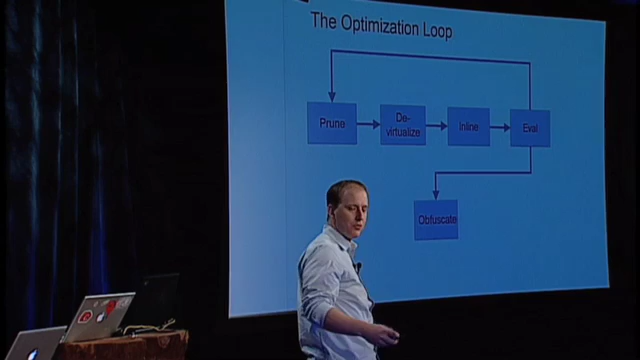 The Optimization Loop
Prune
De-
virtualize
Inline
Eval
Obfuscate